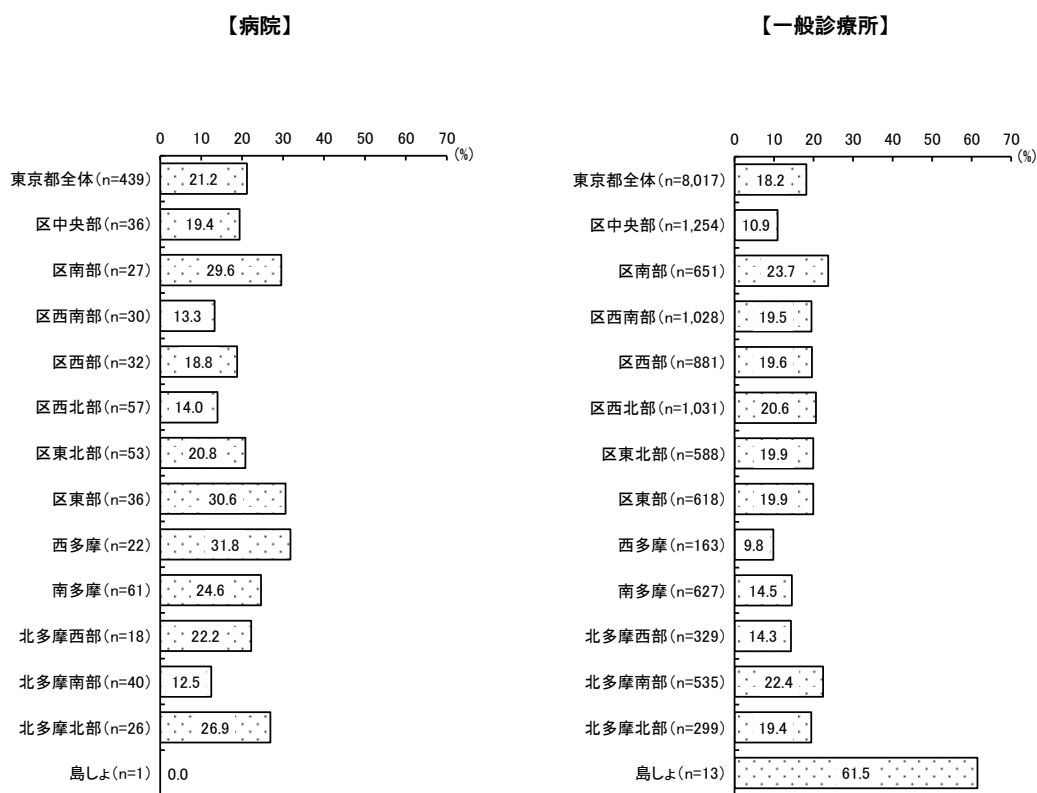 【病院】
0 10 20 30 40 50 60 70
(%)
東京都全体(n=439) 21.2
区中央部(n=36) 19.4
区南部(n=27) 29.6
区西南部(n=30) 13.3
区西部(n=32) 18.8
区西北部(n=57) 14.0
区東北部(n=53) 20.8
区東部(n=36) 30.6
西多摩(n=22) 31.8
南多摩(n=61) 24.6
北多摩西部(n=18) 22.2
北多摩南部(n=40) 12.5
北多摩北部(n=26) 26.9
島しょ(n=1) 0.0
【一般診療所】
0 10 20 30 40 50 60 70
(%)
東京都全体(n=8,017) 18.2
区中央部(n=1,254) 10.9
区南部(n=651) 23.7
区西南部(n=1,028) 19.5
区西部(n=881) 19.6
区西北部(n=1,031) 20.6
区東北部(n=588) 19.9
区東部(n=618) 19.9
西多摩(n=163) 9.8
南多摩(n=627) 14.5
北多摩西部(n=329) 14.3
北多摩南部(n=535) 22.4
北多摩北部(n=299) 19.4
島しょ(n=13) 61.5